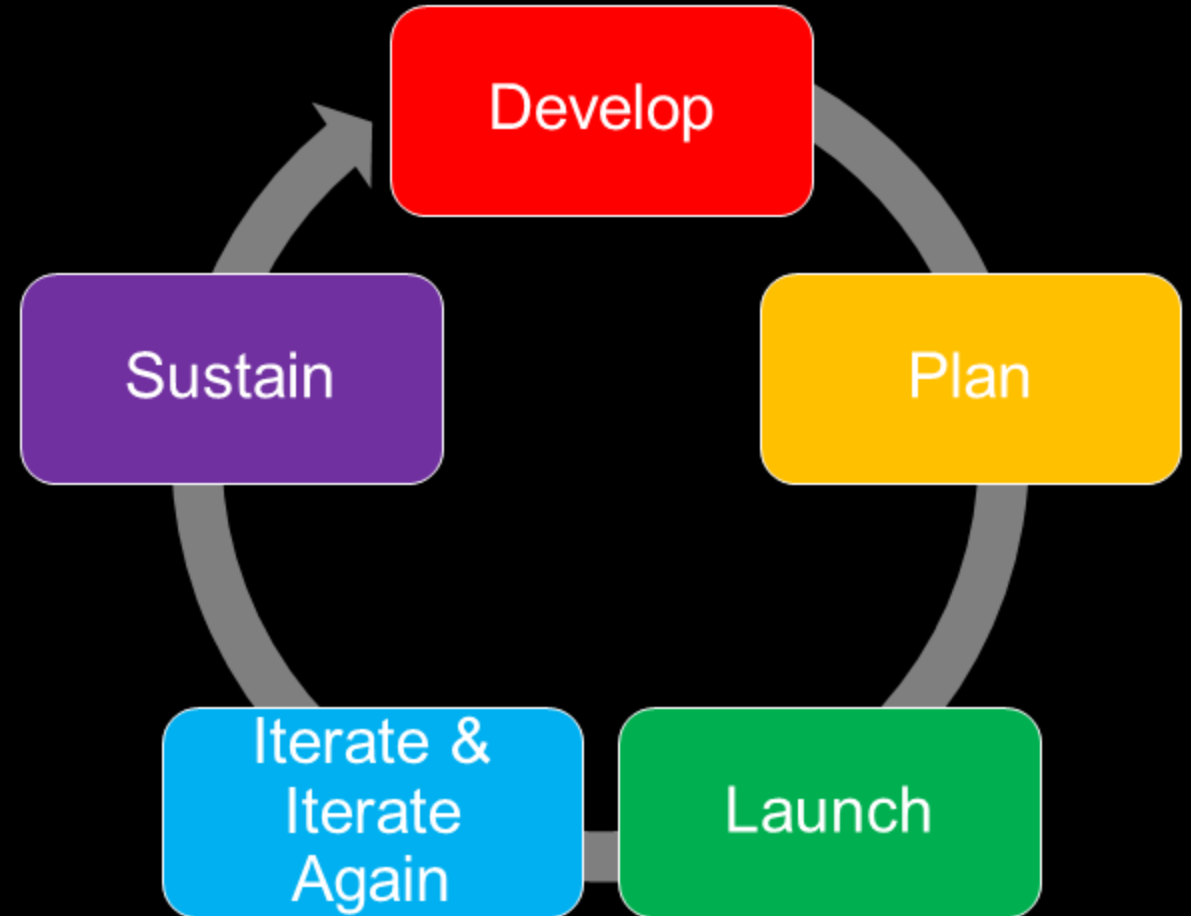 Develop
Plan
Launch
Iterate &
Iterate
Again
Sustain